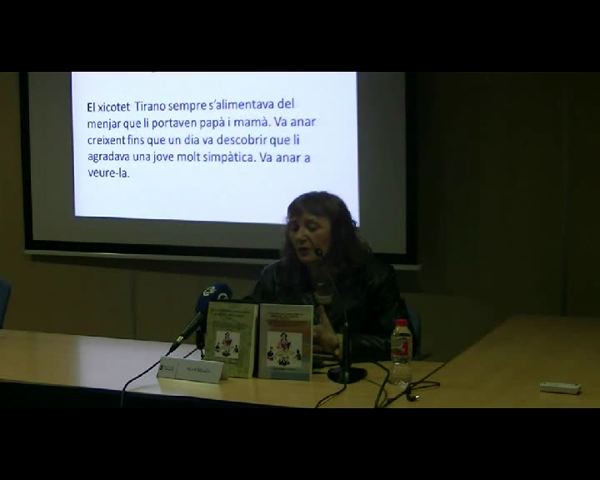 El xicotet Tirano sempre s'alimentava del
menjar que li portaven papà i mamà. Va anar
creixent fins que un dia va descobrir que li
agradava una jove molt simpàtica. Va anar a
veure-la.